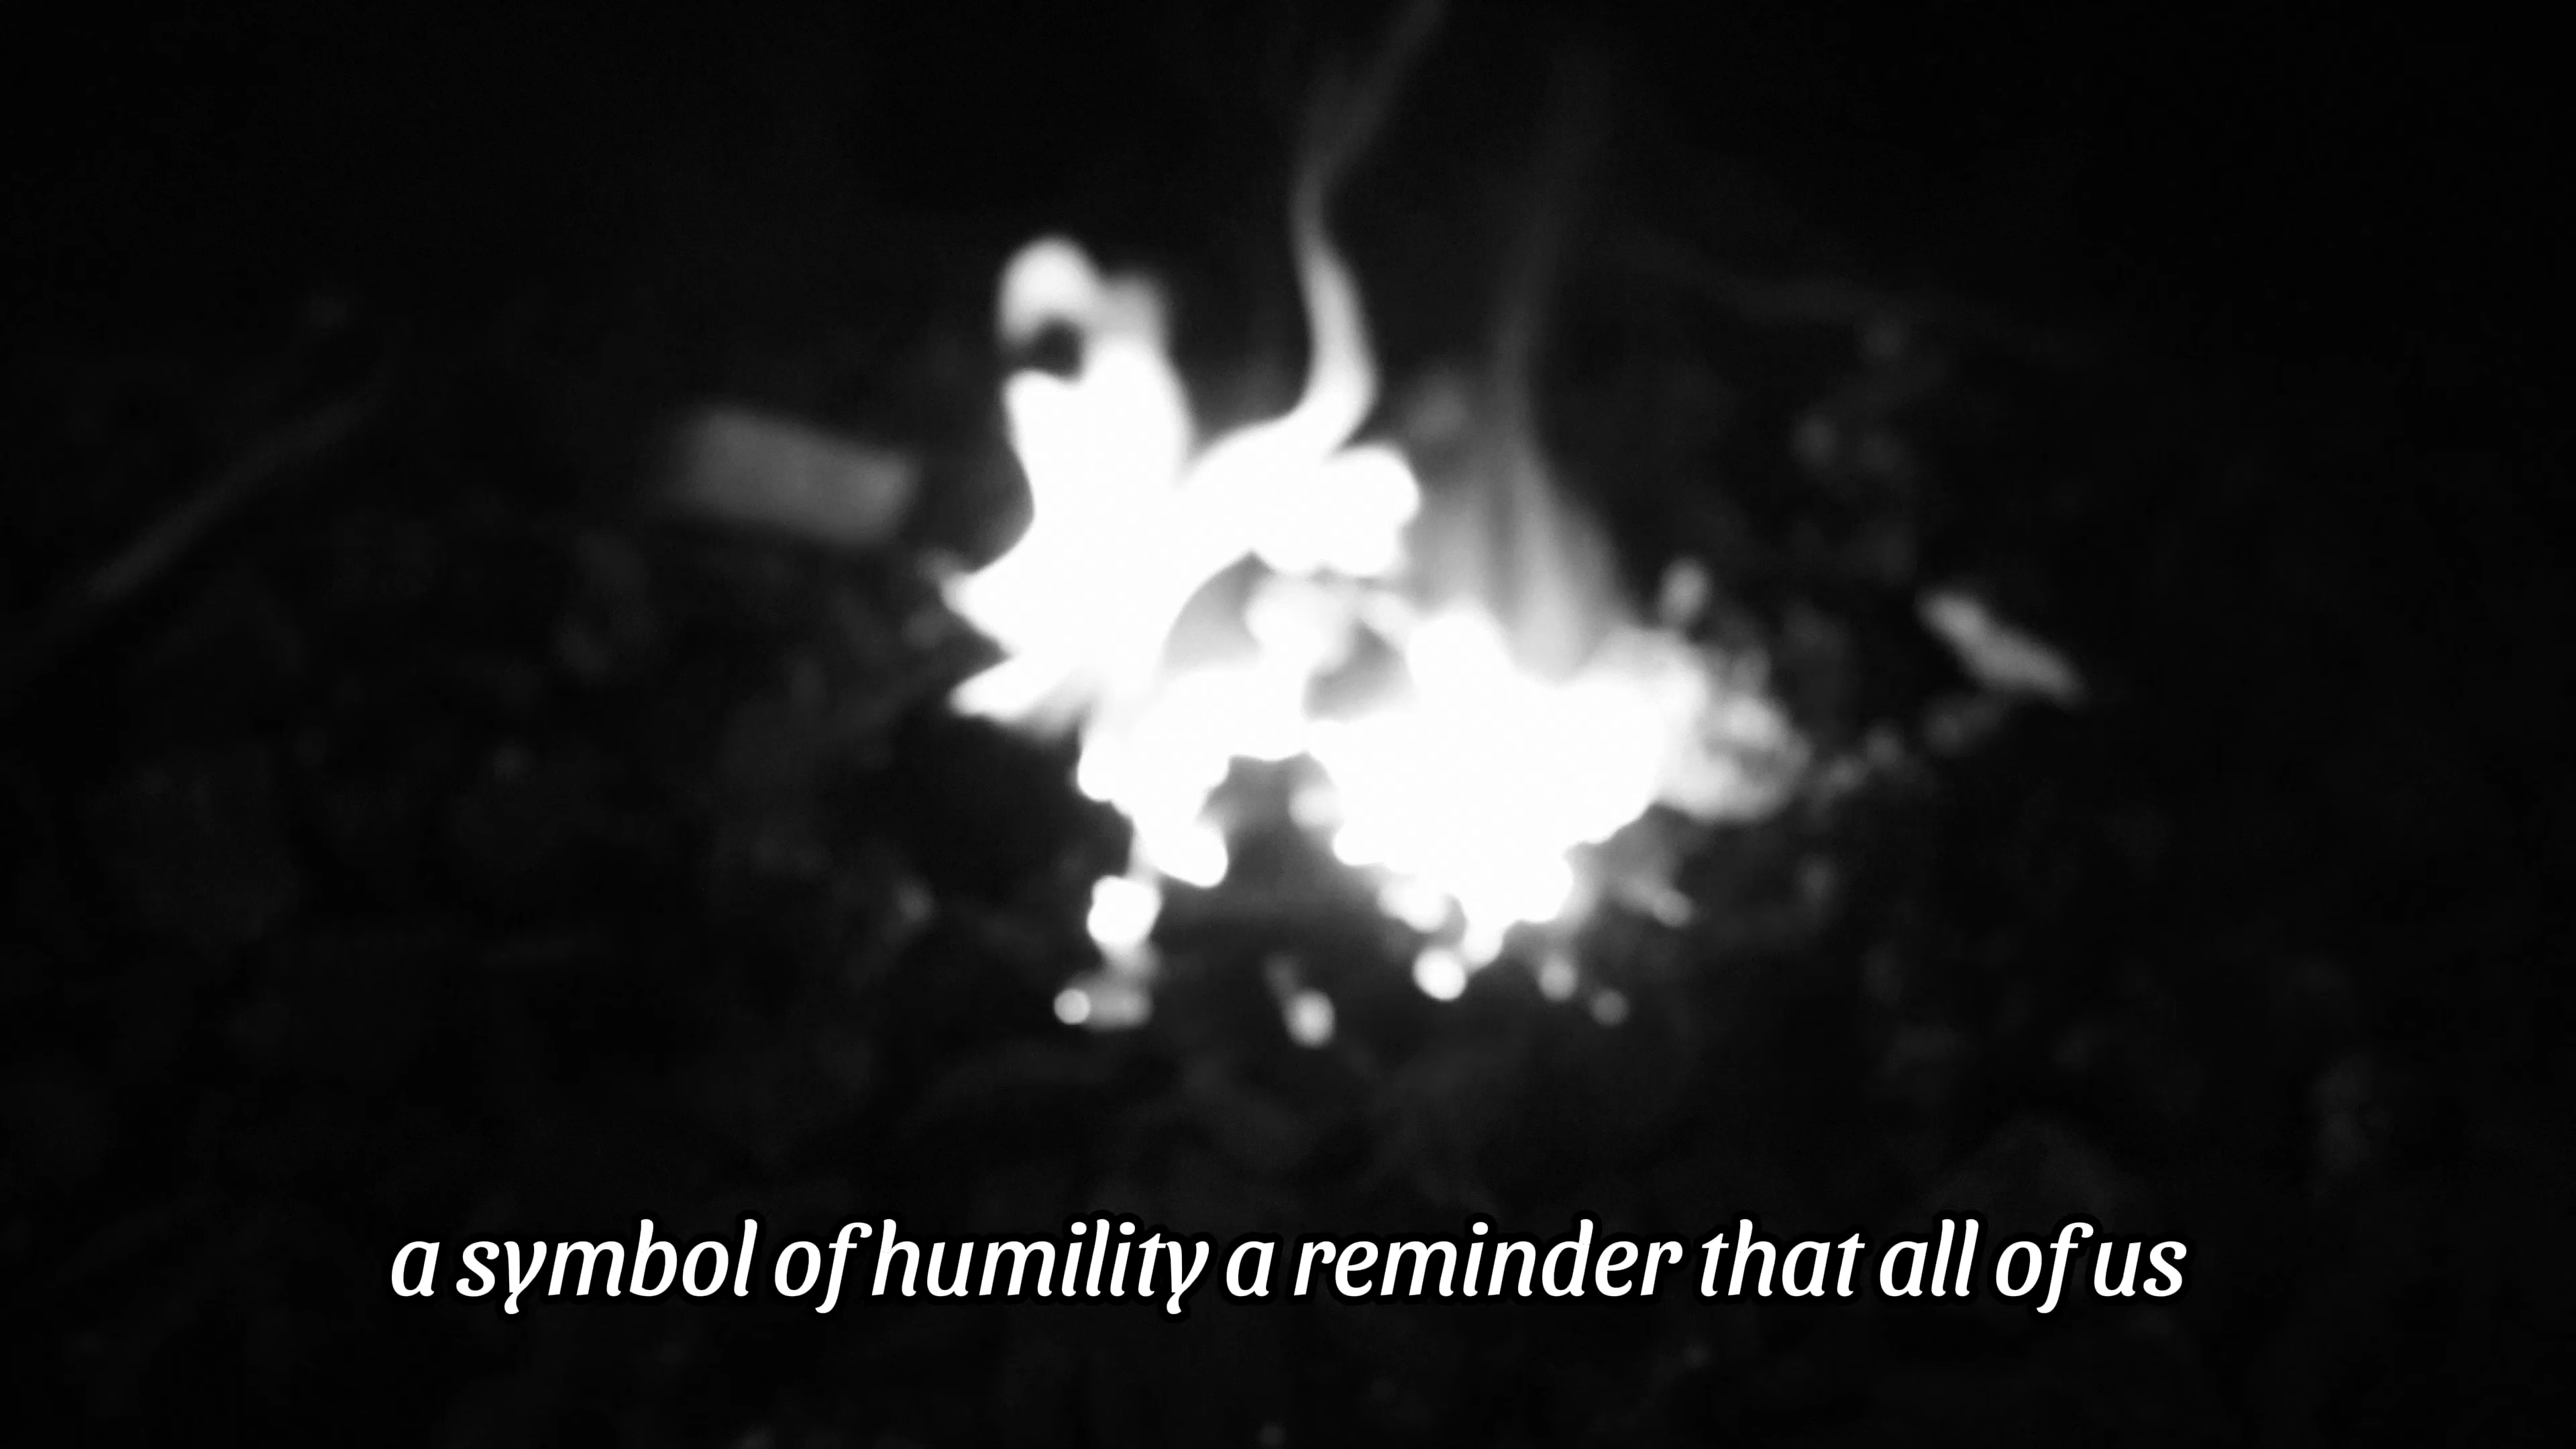 a symbol of humility a reminder that all of us